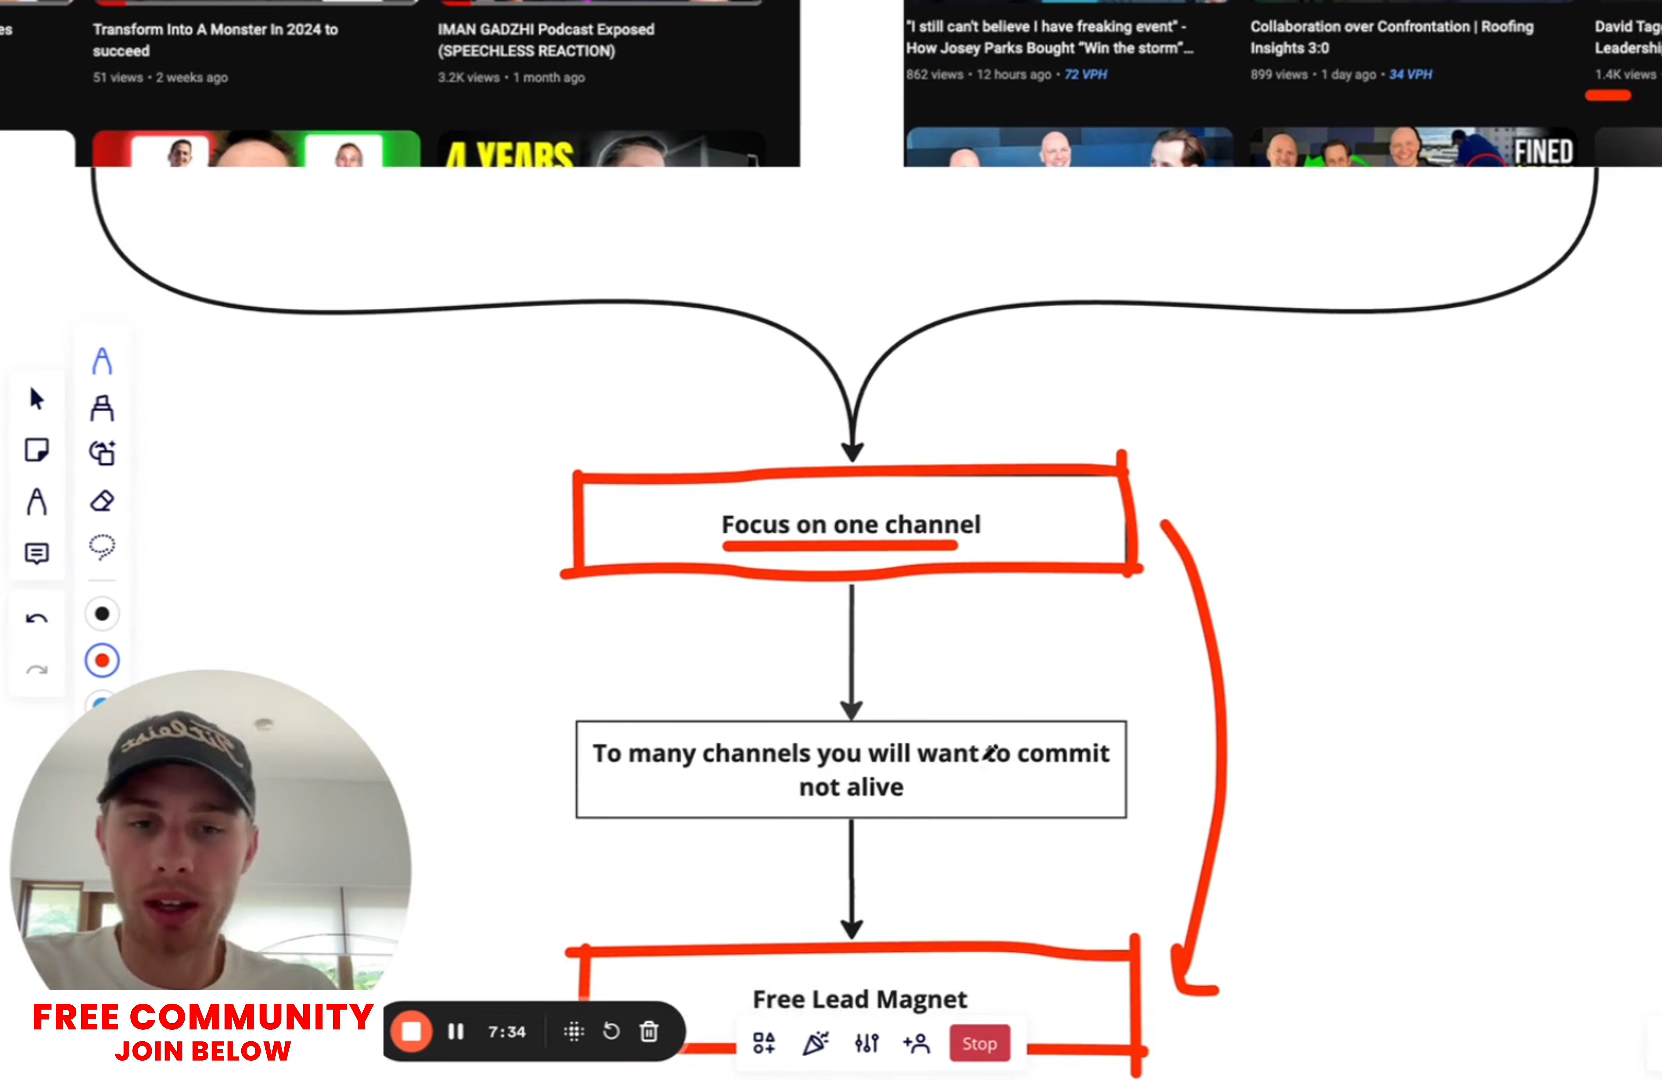 es
Transform Into A Monster In 2024 to
succeed
51 views • 2 weeks ago
IMAN GADZHI Podcast Exposed
(SPEECHLESS REACTION)
3.2K views • 1 month ago
"I still can't believe I have freaking event" -
How Josey Parks Bought "Win the storm"...
862 views • 12 hours ago • 72 VPH
Collaboration over Confrontation | Roofing
Insights 3:0
899 views • 1 day ago • 34 VPH
David Tag
Leadershi
1.4K views
4 YEARS
FINED
Focus on one channel
To many channels you will want to commit
not alive
Free Lead Magnet
FREE COMMUNITY
JOIN BELOW
7:34
Stop